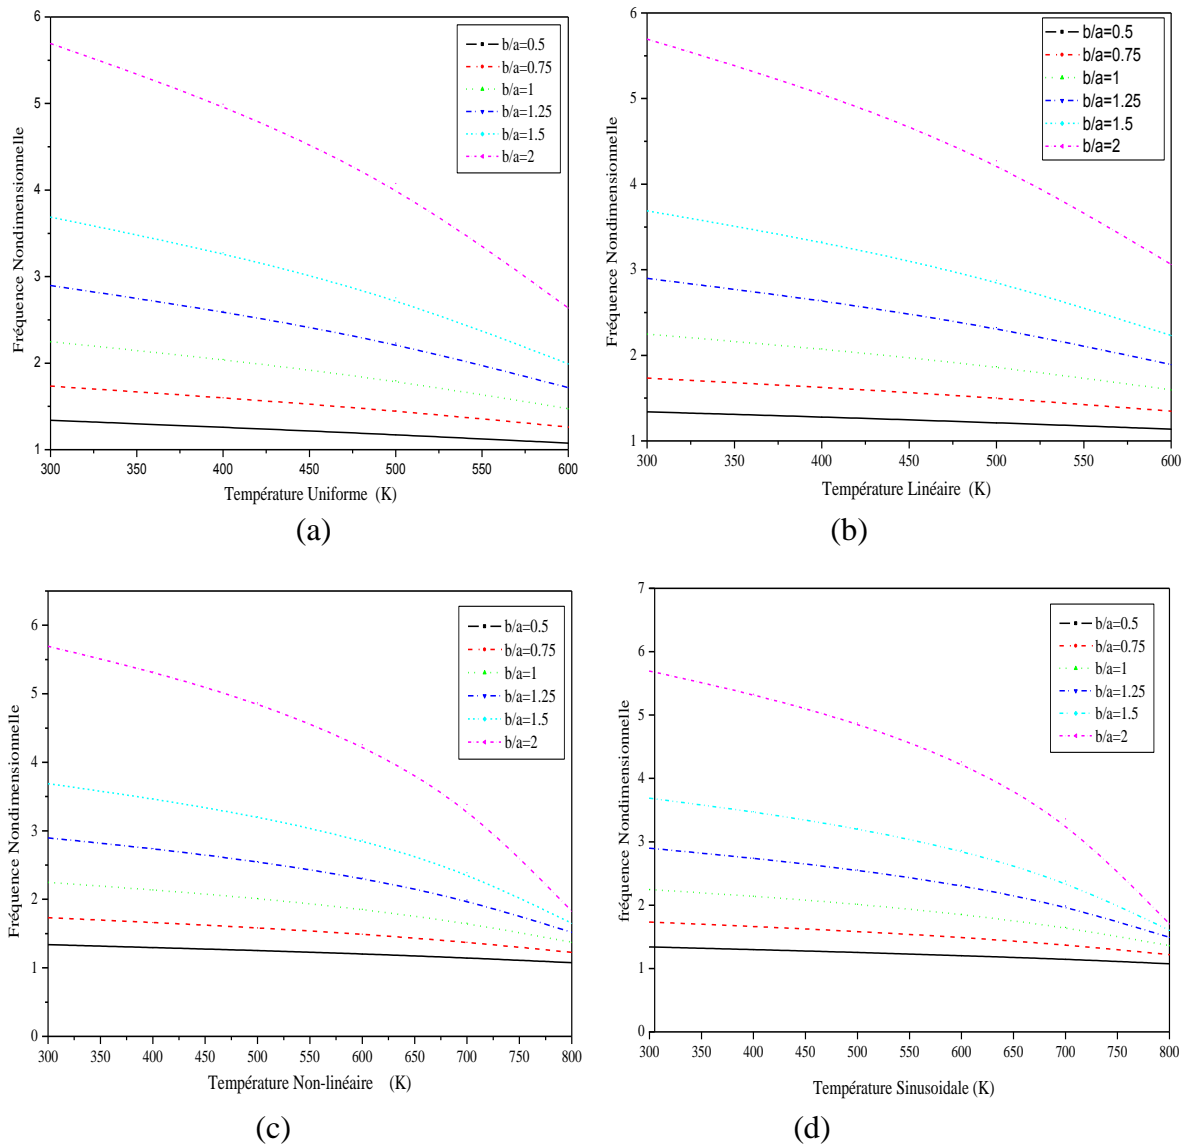 6
5
4
3
2
1
Fréquence Nondimensionnelle
b/a=0.5
b/a=0.75
b/a=1
b/a=1.25
b/a=1.5
b/a=2
300 350 400 450 500 550 600
Température Uniforme (K)
(a)
6
5
4
3
2
1
Fréquence Nondimensionnelle
b/a=0.5
b/a=0.75
b/a=1
b/a=1.25
b/a=1.5
b/a=2
300 350 400 450 500 550 600
Température Linéaire (K)
(b)
6
5
4
3
2
1
0
Fréquence Nondimensionnelle
b/a=0.5
b/a=0.75
b/a=1
b/a=1.25
b/a=1.5
b/a=2
300 350 400 450 500 550 600 650 700 750 800
Température Non-linéaire (K)
(c)
7
6
5
4
3
2
1
0
fréquence Nondimensionnelle
b/a=0.5
b/a=0.75
b/a=1
b/a=1.25
b/a=1.5
b/a=2
300 350 400 450 500 550 600 650 700 750 800
Température Sinusoidale (K)
(d)